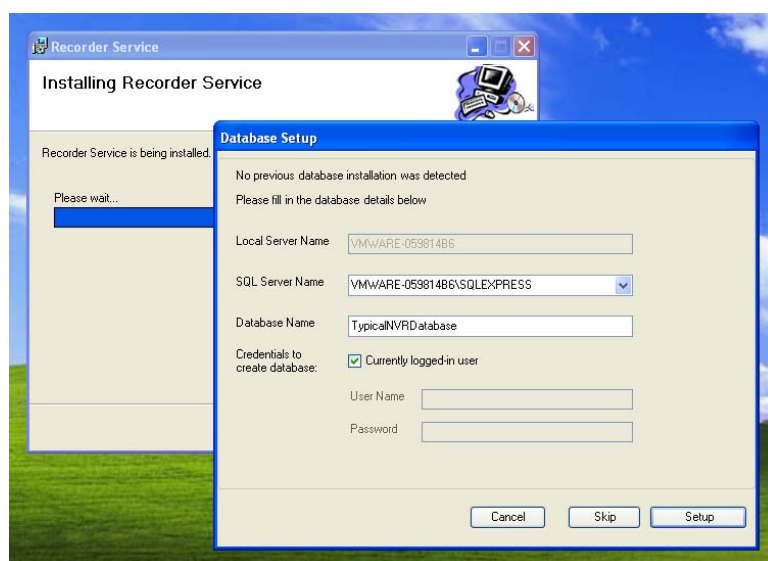 Recorder Service
Installing Recorder Service
Recorder Service is being installed.
Please wait...
Database Setup
No previous database installation was detected
Please fill in the database details below
Local Server Name
VMWARE-059814B6
SQL Server Name
VMWARE-059814B6\SQLEXPRESS
Database Name
TypicalNVRDatabase
Credentials to
create database:
Currently logged-in user
User Name
Password
Cancel
Skip
Setup